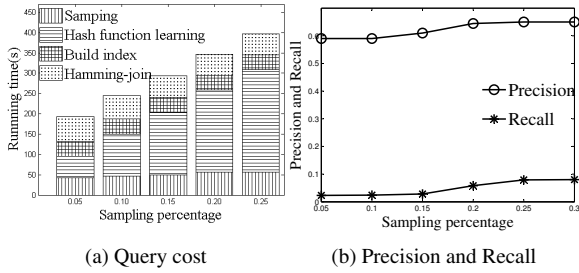 450
400
350
300
250
200
150
100
50
0
Running time(s)
Samping
Hash function learning
Build index
Hamming-join
0.05 0.10 0.15 0.20 0.25
Sampling percentage
(a) Query cost
0.6
0.5
0.4
0.3
0.2
0.1
0
Precision and Recall
Precision
Recall
0.05 0.1 0.15 0.2 0.25 0.3
Sampling percentage
(b) Precision and Recall